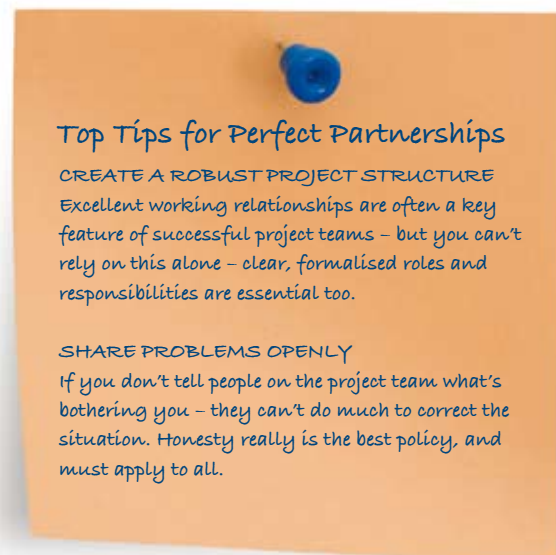 Top Tips for Perfect Partnerships
CREATE A ROBUST PROJECT STRUCTURE
Excellent working relationships are often a key
feature of successful project teams – but you can't
rely on this alone – clear, formalised roles and
responsibilities are essential too.
SHARE PROBLEMS OPENLY
If you don't tell people on the project team what's
bothering you – they can't do much to correct the
situation. Honesty really is the best policy, and
must apply to all.